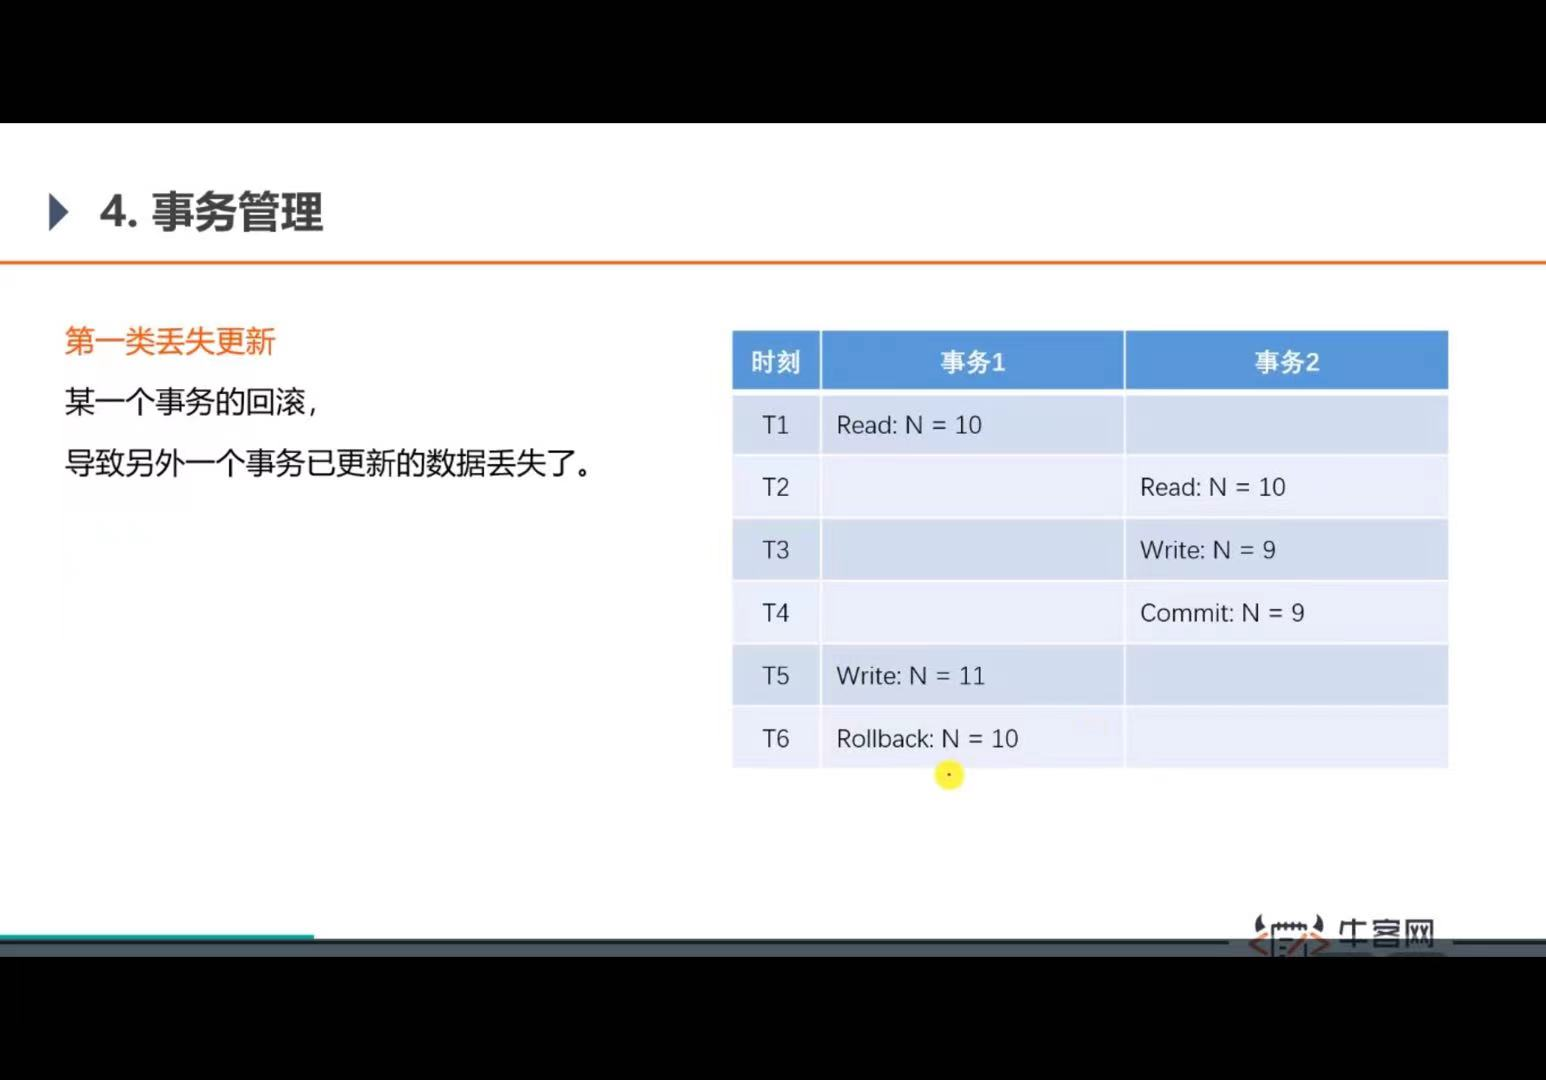 4. 事务管理
第一类丢失更新
某一个事务的回滚，
导致另外一个事务已更新的数据丢失了。
时刻 事务1 事务2
T1 Read: N = 10
T2 Read: N = 10
T3 Write: N = 9
T4 Commit: N = 9
T5 Write: N = 11
T6 Rollback: N = 10
牛客网